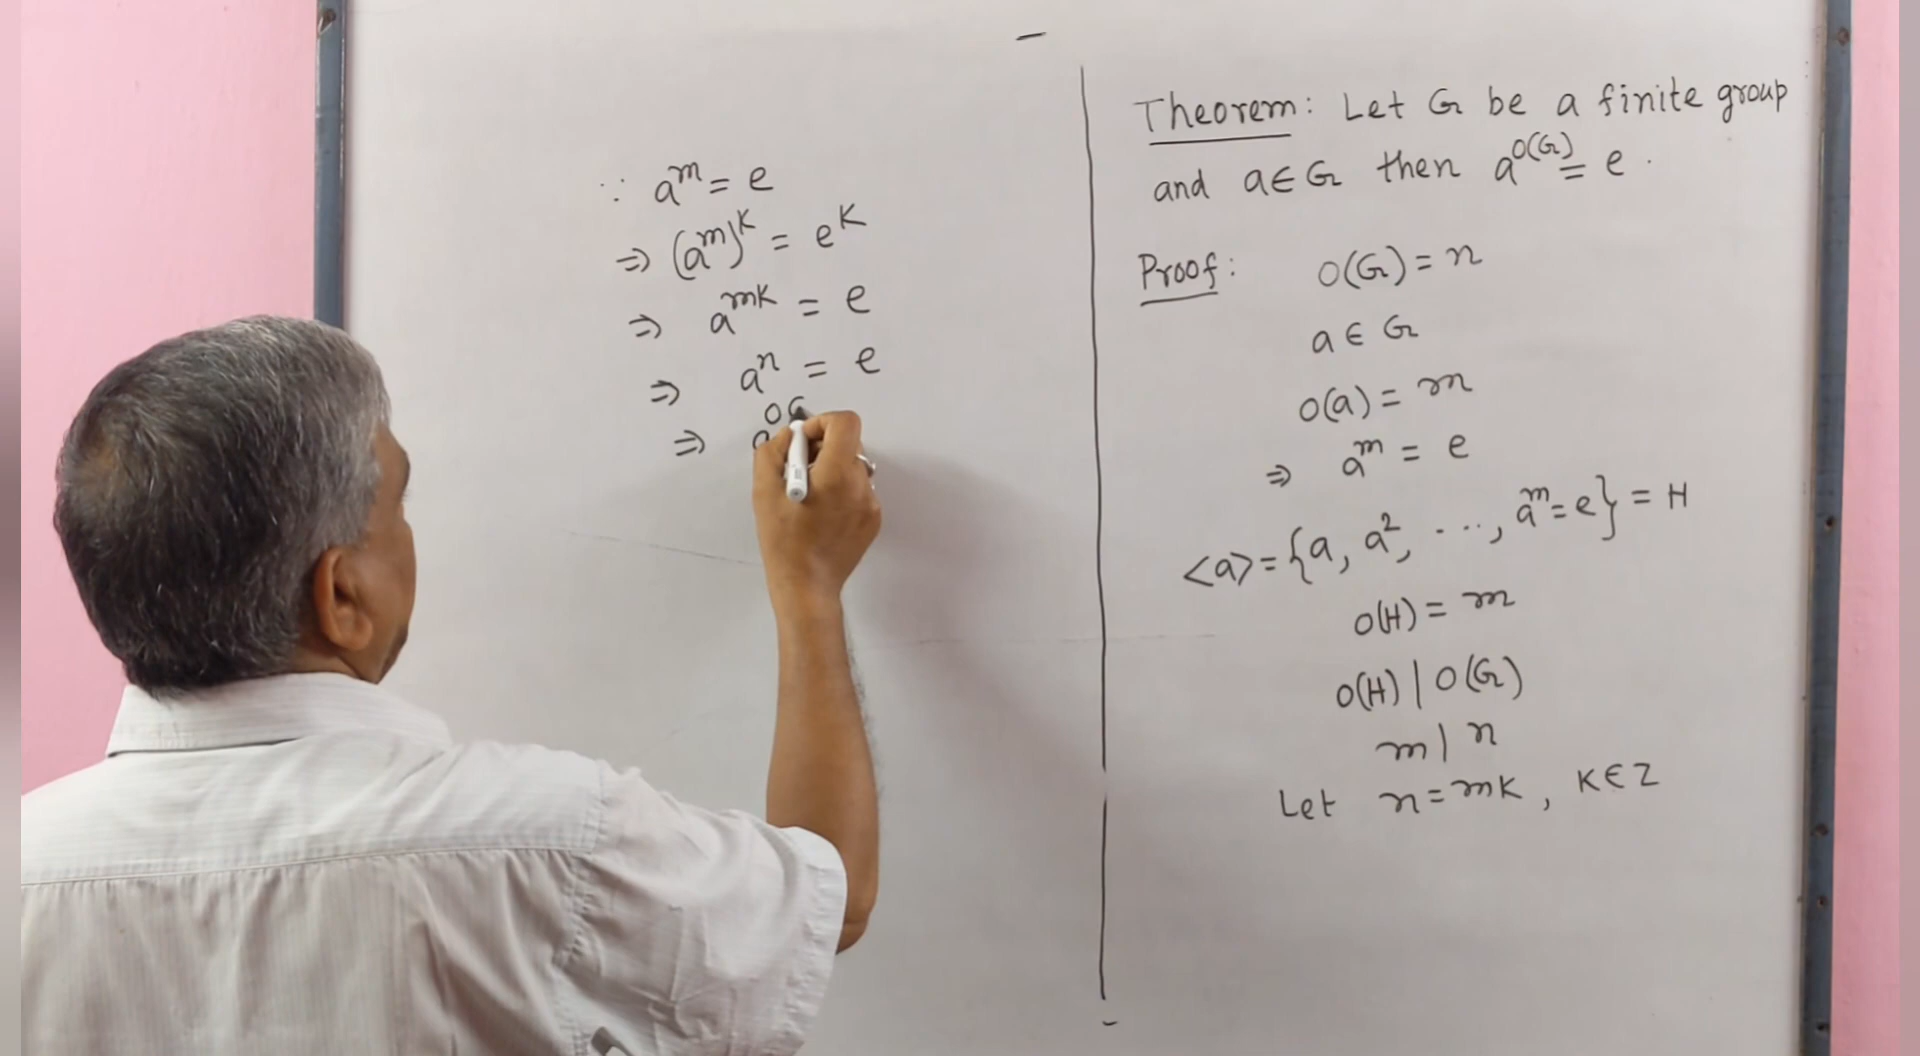 ∵ a^m = e
⇒ (a^m)^K = e^K
⇒ a^mK = e
⇒ a^n = e
⇒ a
Theorem: Let G be a finite group
and a∈G then a^O(G) = e.
Proof: O(G) = n
a ∈ G
O(a) = m
⇒ a^m = e
<a> = {a, a², ..., a^m = e} = H
O(H) = m
O(H) | O(G)
m | n
Let n = mK, K∈Z